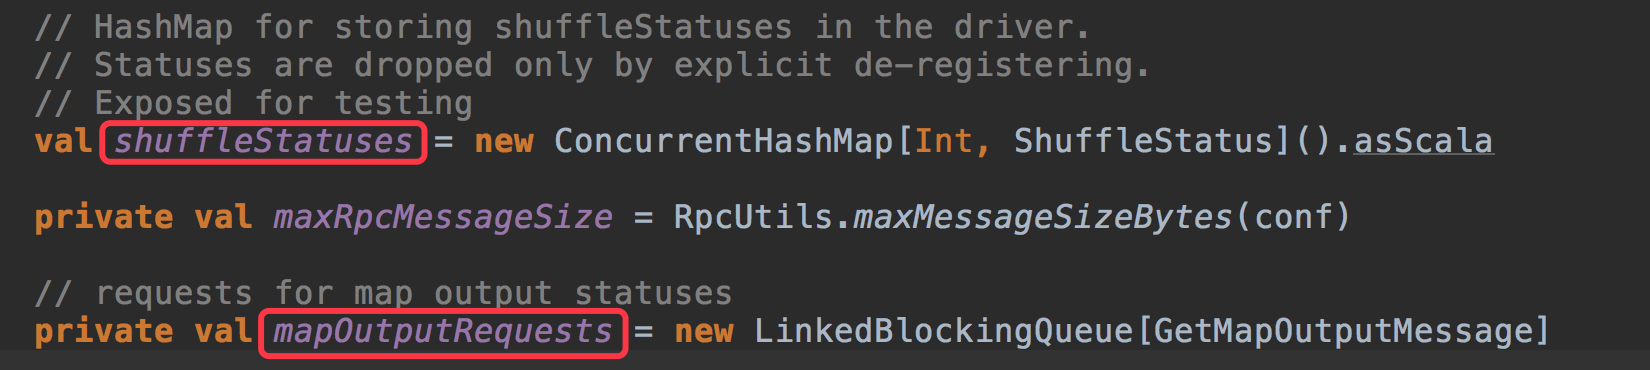 // HashMap for storing shuffleStatuses in the driver.
// Statuses are dropped only by explicit de-registering.
// Exposed for testing
val shuffleStatuses = new ConcurrentHashMap[Int, ShuffleStatus]().asScala
private val maxRpcMessageSize = RpcUtils.maxMessageSizeBytes(conf)
// requests for map output statuses
private val mapOutputRequests = new LinkedBlockingQueue[GetMapOutputMessage]